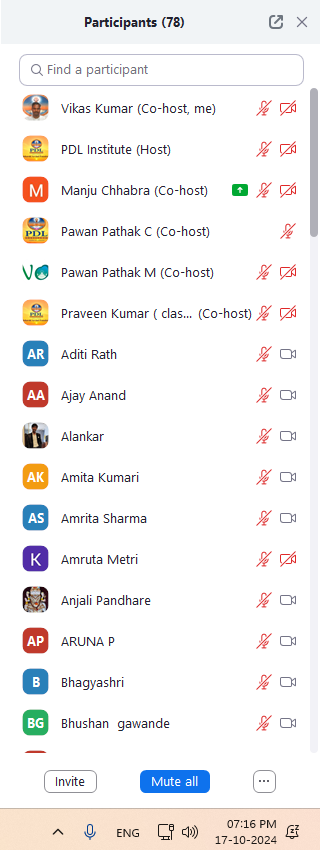 Participants (78)
Find a participant
Vikas Kumar (Co-host, me)
PDL Institute (Host)
M Manju Chhabra (Co-host)
PDL Pawan Pathak C (Co-host)
Pawan Pathak M (Co-host)
Praveen Kumar ( clas... (Co-host)
AR Aditi Rath
AA Ajay Anand
Alankar
AK Amita Kumari
AS Amrita Sharma
K Amruta Metri
Anjali Pandhare
AP ARUNA P
B Bhagyashri
BG Bhushan gawande
Invite Mute all ...
07:16 PM
ENG 17-10-2024